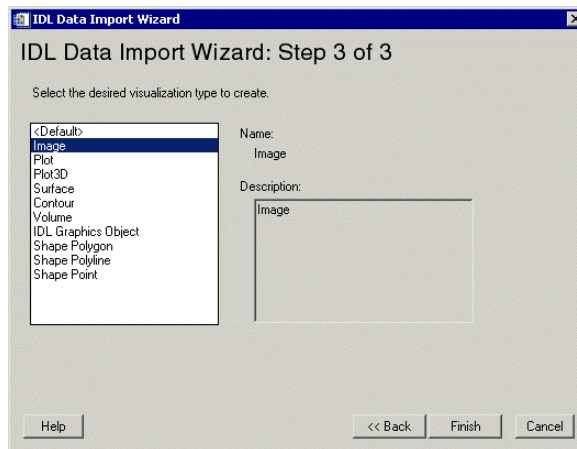 IDL Data Import Wizard
IDL Data Import Wizard: Step 3 of 3
Select the desired visualization type to create.
<Default>
Image
Plot
Plot3D
Surface
Contour
Volume
IDL Graphics Object
Shape Polygon
Shape Polyline
Shape Point
Name:
Image
Description:
Image
Help
<< Back
Finish
Cancel